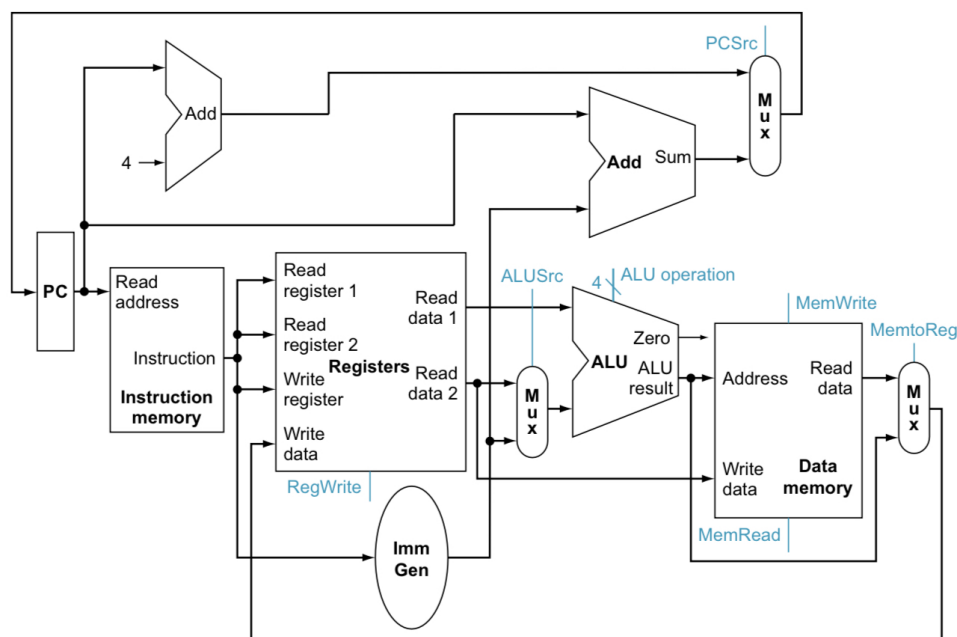 PCSrc
Add
4
M
u
x
Add
Sum
PC
Read
address
Instruction
Instruction
memory
Read
register 1
Read
register 2
Write
register
Write
data
Registers
Read
data 1
Read
data 2
RegWrite
Imm
Gen
ALUSrc
M
u
x
4
ALU operation
Zero
ALU
ALU
result
MemWrite
Address
Read
data
Write
data
Data
memory
MemRead
MemtoReg
M
u
x